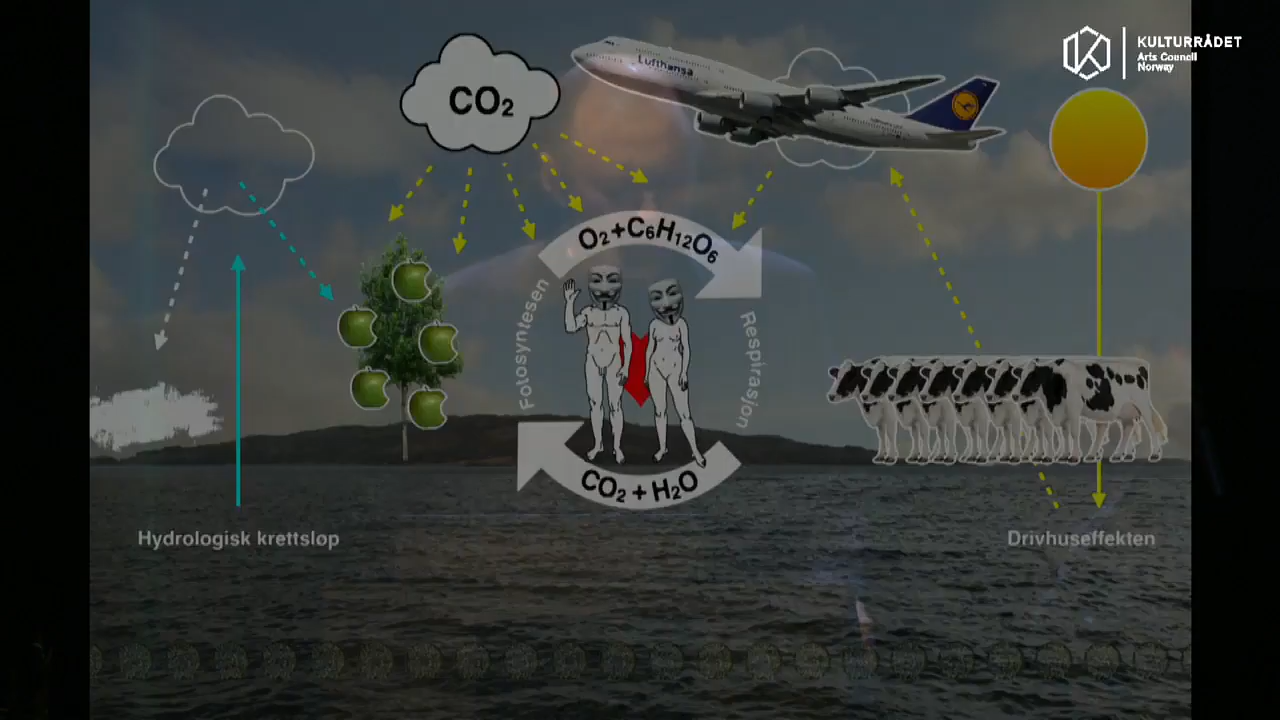 KULTURRÅDET
Arts Council
Norway
CO₂
Lufthansa
O₂+C₆H₁₂O₆
Fotosyntesen
Respirasjon
CO₂ + H₂O
Hydrologisk krettsløp
Drivhuseffekten